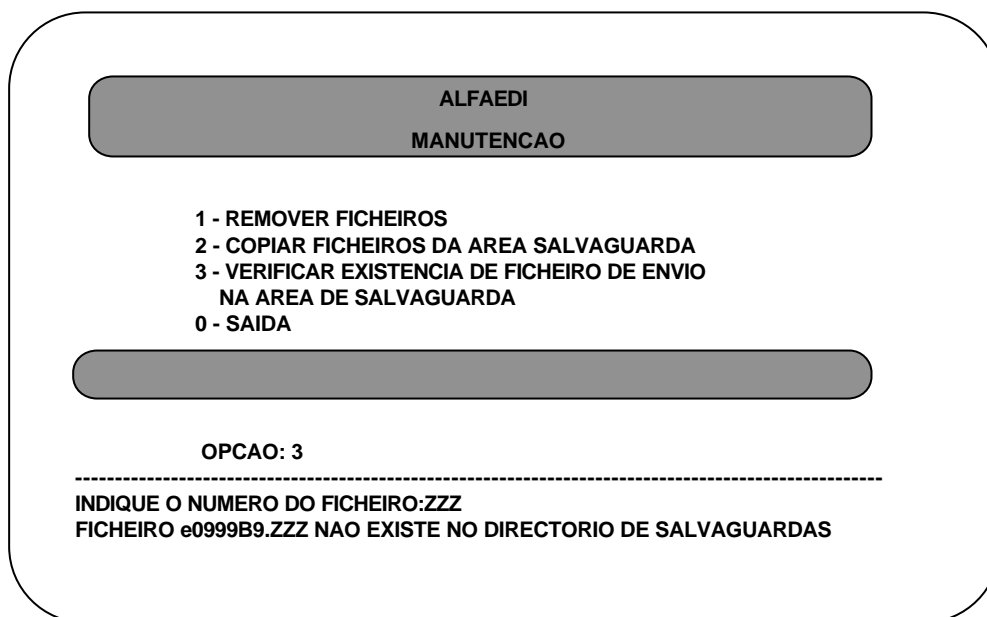 ALFAEDI
MANUTENCAO
1 - REMOVER FICHEIROS
2 - COPIAR FICHEIROS DA AREA SALVAGUARDA
3 - VERIFICAR EXISTENCIA DE FICHEIRO DE ENVIO
NA AREA DE SALVAGUARDA
0 - SAIDA
OPCAO: 3
------------------------------------------------------------------------------------------------------
INDIQUE O NUMERO DO FICHEIRO:ZZZ
FICHEIRO e0999B9.ZZZ NAO EXISTE NO DIRECTORIO DE SALVAGUARDAS